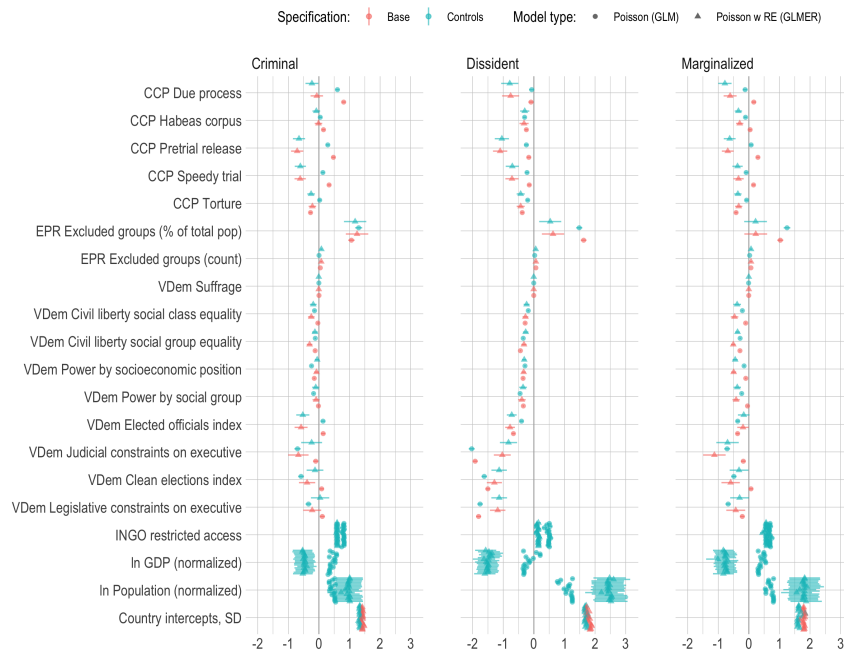 Specification: Base Controls Model type: Poisson (GLM) Poisson w RE (GLMER)
Criminal Dissident Marginalized
CCP Due process
CCP Habeas corpus
CCP Pretrial release
CCP Speedy trial
CCP Torture
EPR Excluded groups (% of total pop)
EPR Excluded groups (count)
VDem Suffrage
VDem Civil liberty social class equality
VDem Civil liberty social group equality
VDem Power by socioeconomic position
VDem Power by social group
VDem Elected officials index
VDem Judicial constraints on executive
VDem Clean elections index
VDem Legislative constraints on executive
INGO restricted access
ln GDP (normalized)
ln Population (normalized)
Country intercepts, SD
-2 -1 0 1 2 3 -2 -1 0 1 2 3 -2 -1 0 1 2 3